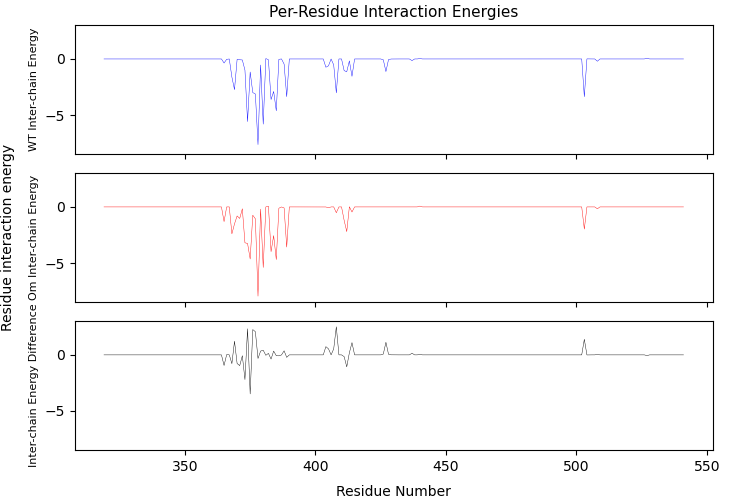 Per-Residue Interaction Energies
Residue interaction energy
WT Inter-chain Energy
0
−5
Om Inter-chain Energy
0
−5
Inter-chain Energy Difference
0
−5
350
400
450
500
550
Residue Number